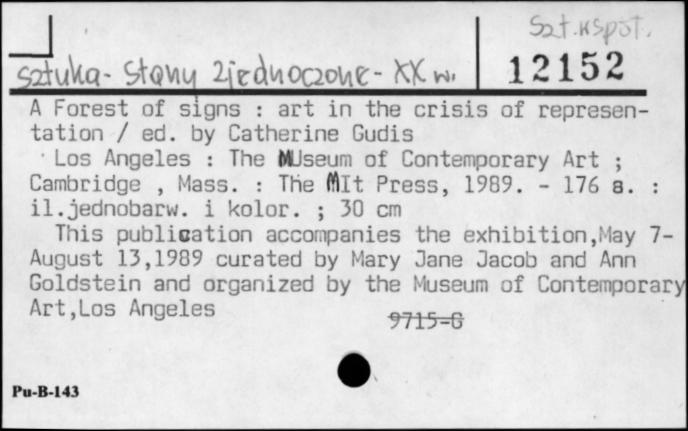 Szt.współ.
Sztuka - Stany Zjednoczone - XX w.
12152
A Forest of signs : art in the crisis of represen-
tation / ed. by Catherine Gudis
Los Angeles : The MUseum of Contemporary Art ;
Cambridge , Mass. : The MIt Press, 1989. - 176 s. :
il.jednobarw. i kolor. ; 30 cm
This publication accompanies the exhibition,May 7-
August 13,1989 curated by Mary Jane Jacob and Ann
Goldstein and organized by the Museum of Contemporary
Art,Los Angeles
9715-G
Pu-B-143